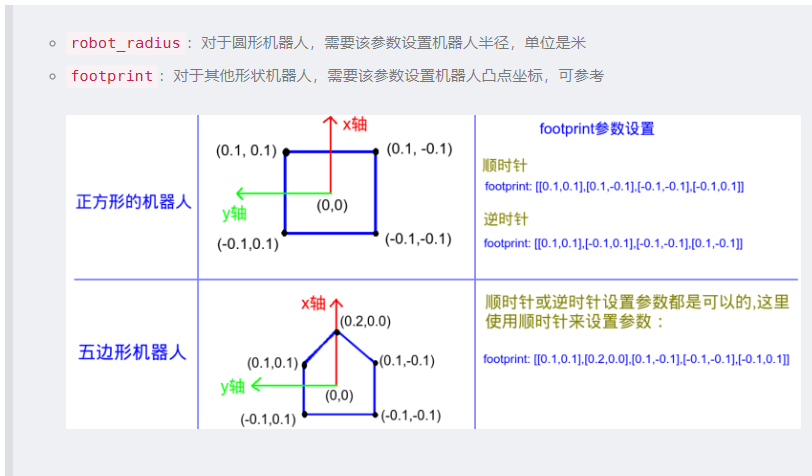 robot_radius：对于圆形机器人，需要该参数设置机器人半径，单位是米
footprint：对于其他形状机器人，需要该参数设置机器人凸点坐标，可参考
正方形的机器人
x轴
(0.1, 0.1)
(0.1, -0.1)
y轴
(0,0)
(-0.1,0.1)
(-0.1,-0.1)
footprint参数设置
顺时针
footprint: [[0.1,0.1],[0.1,-0.1],[-0.1,-0.1],[-0.1,0.1]]
逆时针
footprint: [[0.1,0.1],[-0.1,0.1],[-0.1,-0.1],[0.1,-0.1]]
五边形机器人
x轴
(0.2,0.0)
(0.1,0.1)
(0.1,-0.1)
y轴
(0,0)
(-0.1,0.1)
(-0.1,-0.1)
顺时针或逆时针设置参数都是可以的,这里
使用顺时针来设置参数：
footprint: [[0.1,0.1],[0.2,0.0],[0.1,-0.1],[-0.1,-0.1],[-0.1,0.1]]